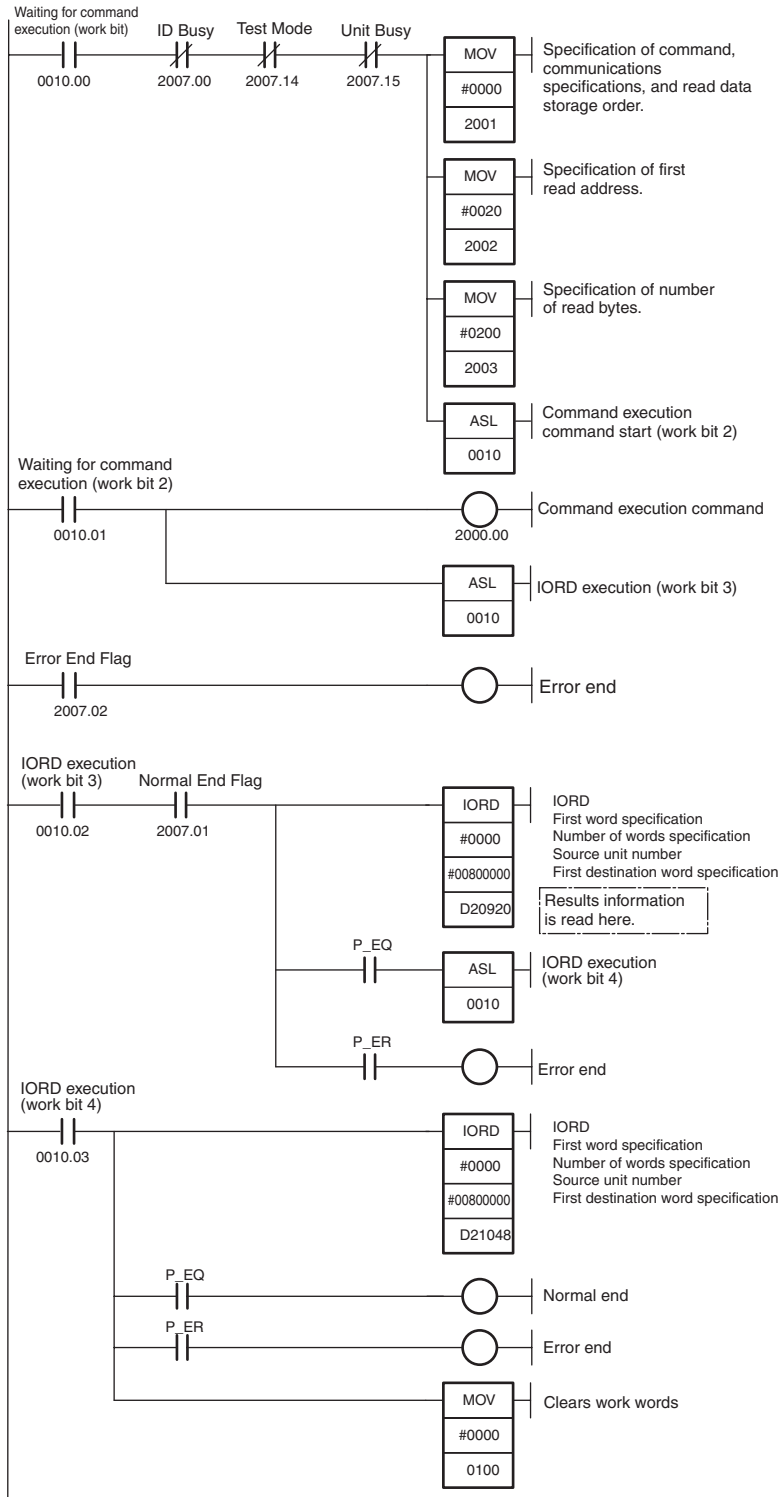 Waiting for command
execution (work bit)
ID Busy
Test Mode
Unit Busy
0010.00
2007.00
2007.14
2007.15
MOV
#0000
2001
Specification of command,
communications
specifications, and read data
storage order.
MOV
#0020
2002
Specification of first
read address.
MOV
#0200
2003
Specification of number
of read bytes.
ASL
0010
Command execution
command start (work bit 2)
Waiting for command
execution (work bit 2)
0010.01
2000.00
Command execution command
ASL
0010
IORD execution (work bit 3)
Error End Flag
2007.02
Error end
IORD execution
(work bit 3)
Normal End Flag
0010.02
2007.01
IORD
#0000
#00800000
D20920
IORD
First word specification
Number of words specification
Source unit number
First destination word specification
Results information
is read here.
P_EQ
ASL
0010
IORD execution
(work bit 4)
P_ER
Error end
IORD execution
(work bit 4)
0010.03
IORD
#0000
#00800000
D21048
IORD
First word specification
Number of words specification
Source unit number
First destination word specification
P_EQ
Normal end
P_ER
Error end
MOV
#0000
0100
Clears work words